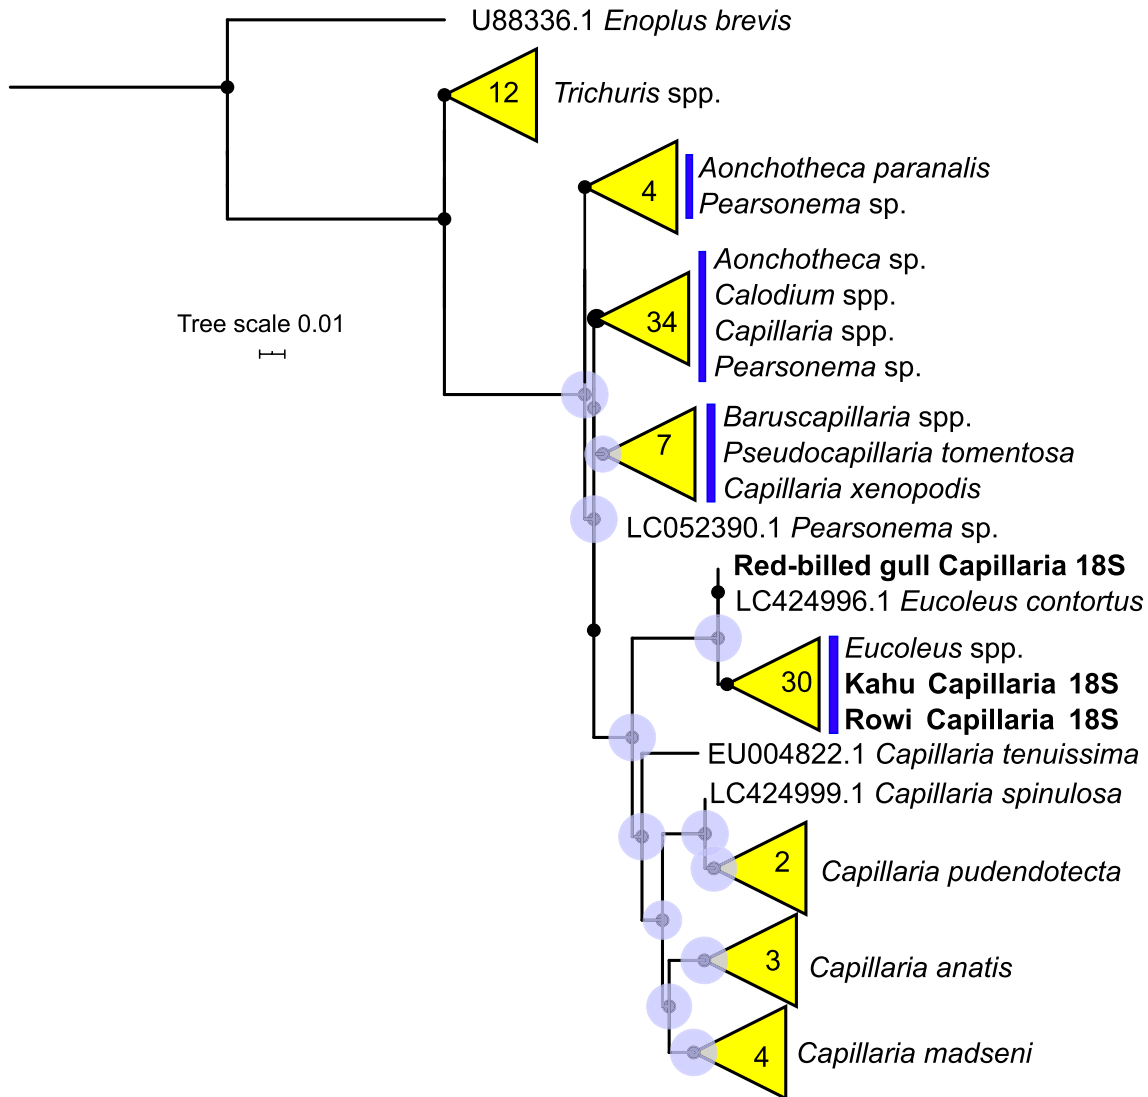 U88336.1 Enoplus brevis
12
Trichuris spp.
Aonchotheca paranalis
4
Pearsonema sp.
Aonchotheca sp.
Calodium spp.
Tree scale 0.01
34
Capillaria spp.
Pearsonema sp.
Baruscapillaria spp.
7
Pseudocapillaria tomentosa
Capillaria xenopodis
LC052390.1 Pearsonema sp.
Red-billed gull Capillaria 18S
LC424996.1 Eucoleus contortus
Eucoleus spp.
30
Kahu Capillaria 18S
Rowi Capillaria 18S
EU004822.1 Capillaria tenuissima
LC424999.1 Capillaria spinulosa
2
Capillaria pudendotecta
3
Capillaria anatis
4
Capillaria madseni